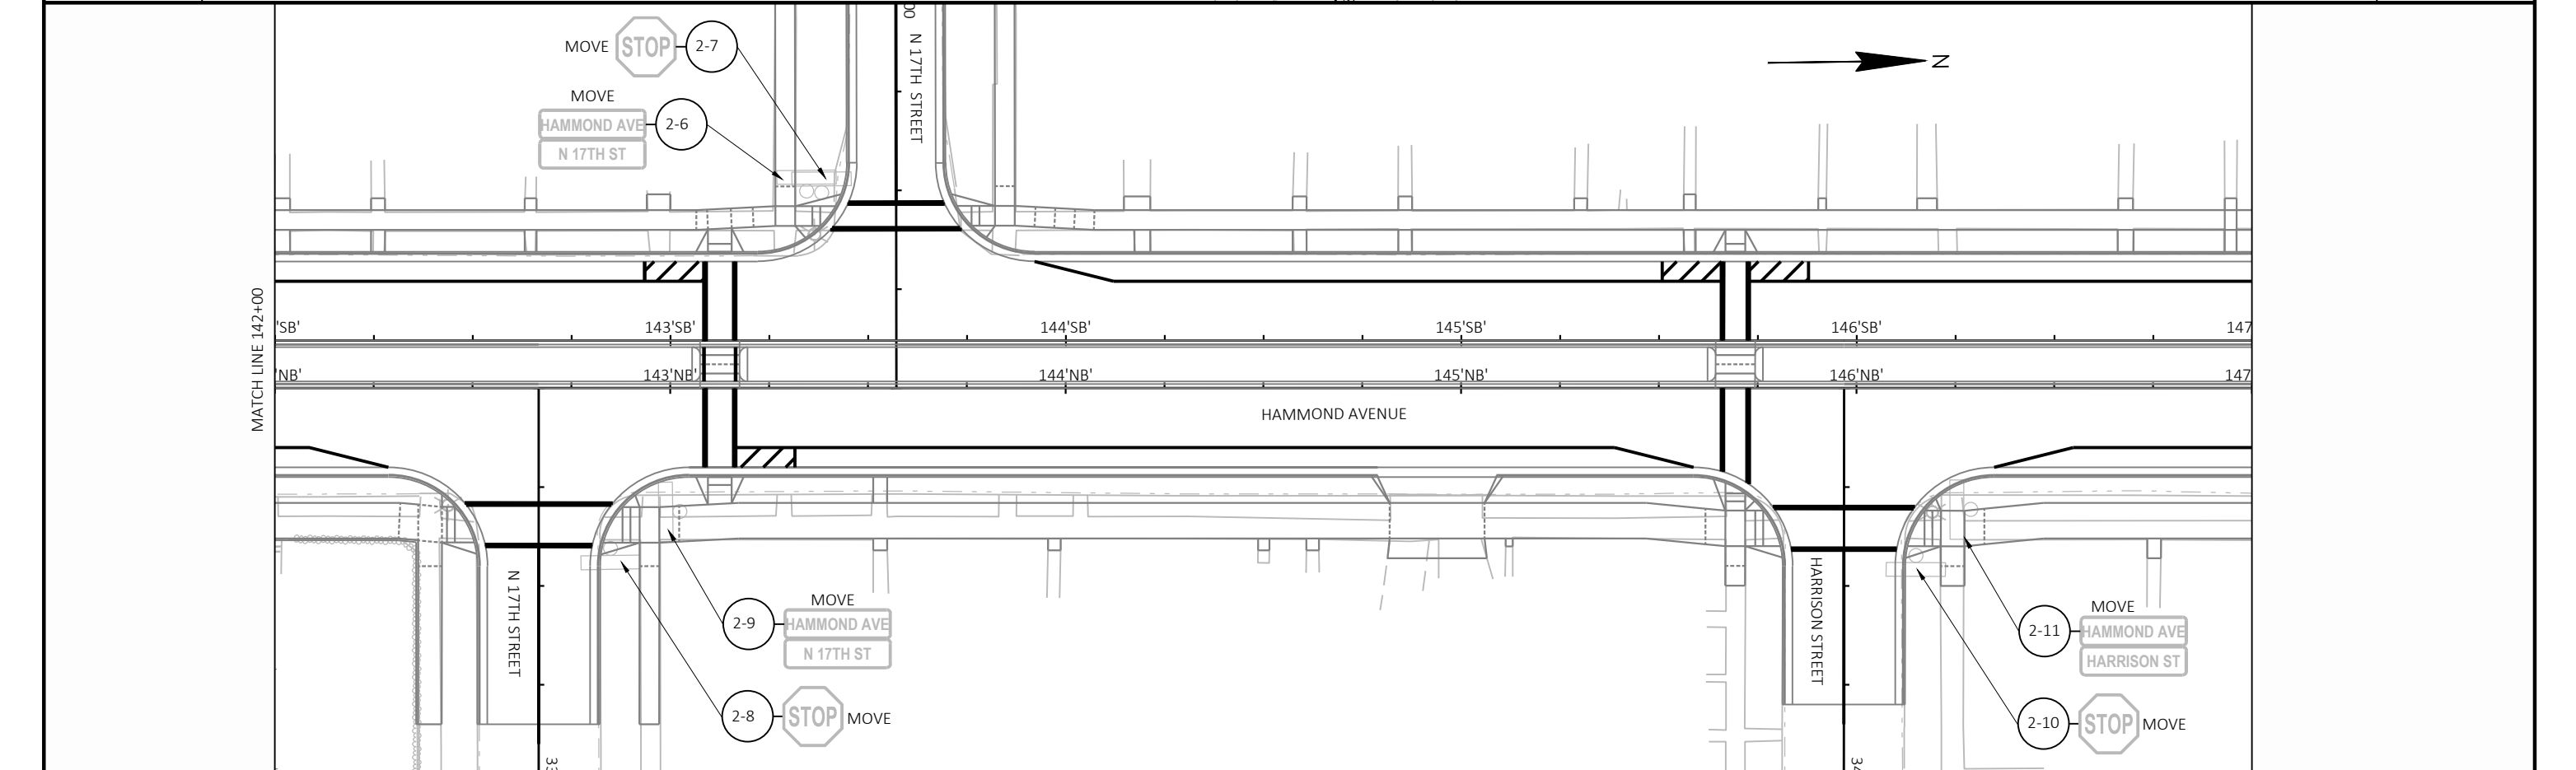 MOVE STOP 2-7
MOVE
HAMMOND AVE 2-6
N 17TH ST
00 N 17TH STREET
N
MATCH LINE 142+00
'SB' 143'SB' 144'SB' 145'SB' 146'SB' 147
'NB' 143'NB' 144'NB' 145'NB' 146'NB' 147
HAMMOND AVENUE
N 17TH STREET
HARRISON STREET
MOVE
2-9 HAMMOND AVE
N 17TH ST
2-8 STOP MOVE
MOVE
2-11 HAMMOND AVE
HARRISON ST
2-10 STOP MOVE